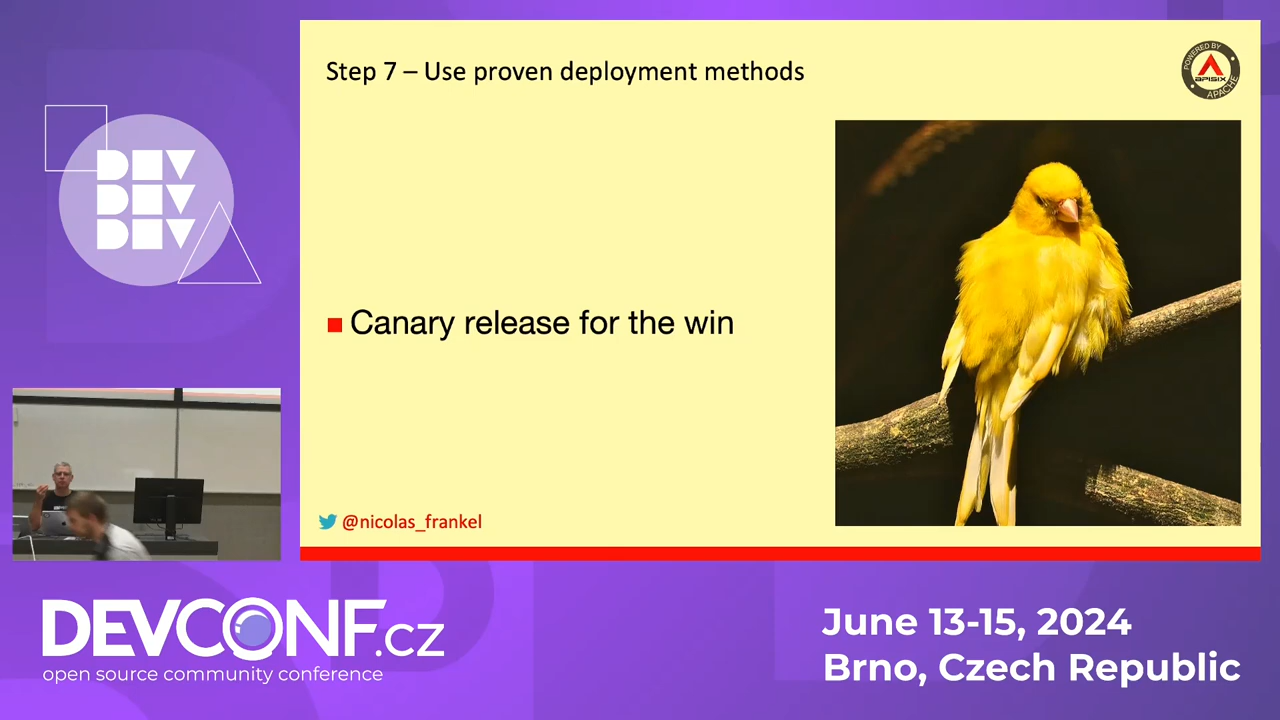 Step 7 – Use proven deployment methods
POWERED BY
APISIX
APACHE
DEV
DEV
DEV
■ Canary release for the win
@nicolas_frankel
DEVCONF.cz
open source community conference
June 13-15, 2024
Brno, Czech Republic